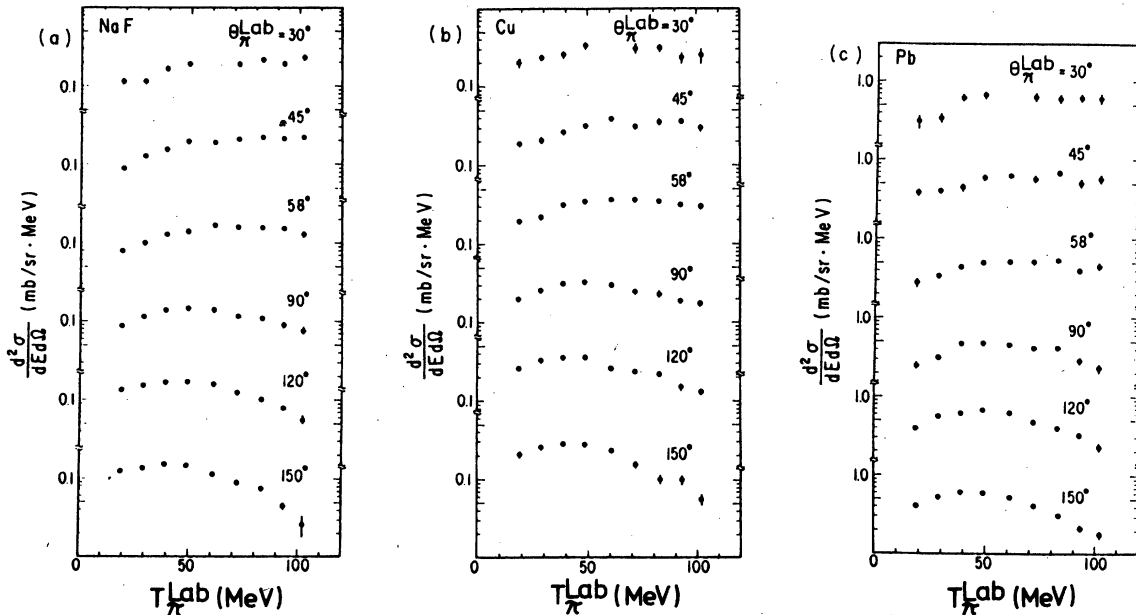 (a) NaF
θπLab = 30°
0.1
45°
0.1
58°
0.1
90°
0.1
120°
0.1
150°
0.1
d²σ/dEdΩ (mb/sr·MeV)
0 50 100
TπLab (MeV)
(b) Cu
θπLab = 30°
0.1
45°
0.1
58°
0.1
90°
0.1
120°
0.1
150°
0.1
d²σ/dEdΩ (mb/sr·MeV)
0 50 100
TπLab (MeV)
(c) Pb
1.0
θπLab = 30°
1.0
45°
1.0
58°
1.0
90°
1.0
120°
1.0
150°
d²σ/dEdΩ (mb/sr·MeV)
0 50 100
TπLab (MeV)